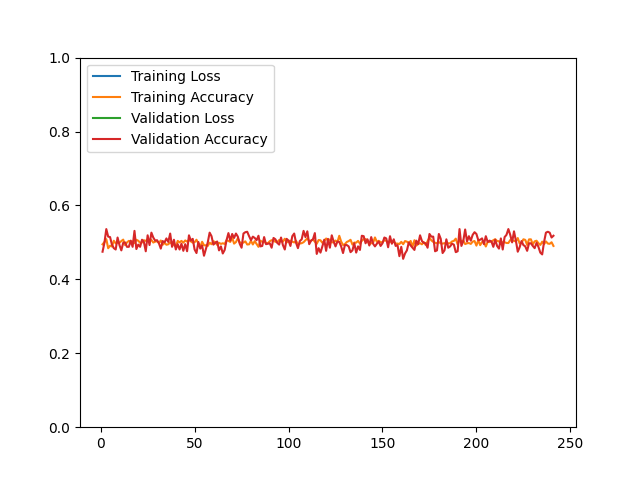 1.0
0.8
0.6
0.4
0.2
0.0
Training Loss
Training Accuracy
Validation Loss
Validation Accuracy
0 50 100 150 200 250